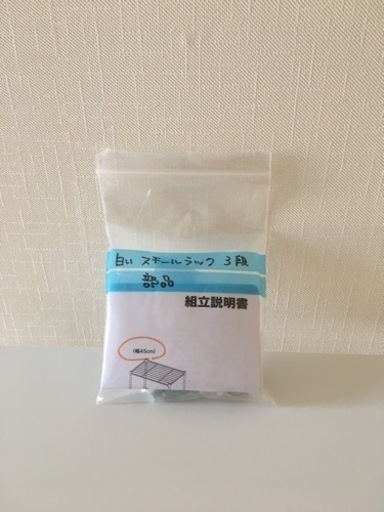 白い スモールラック 3段
部品
組立説明書
(幅45cm)